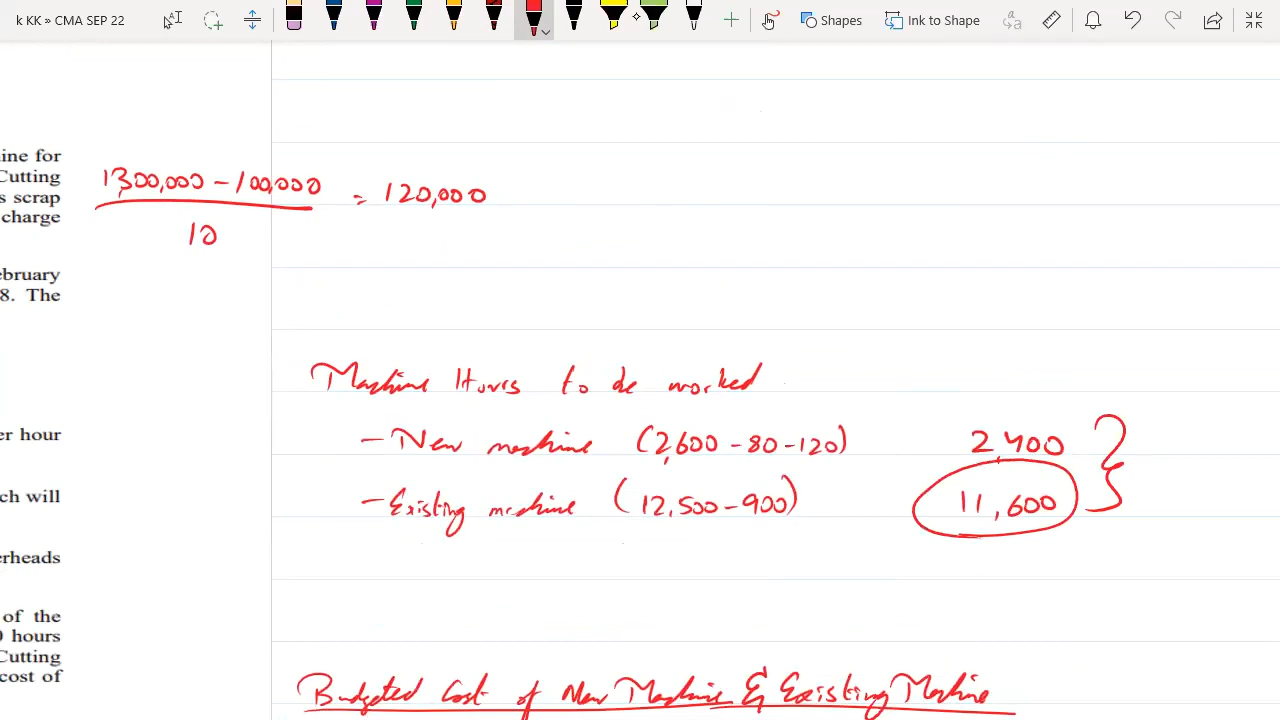 k KK » CMA SEP 22
Shapes
Ink to Shape
ine for
Cutting
s scrap
charge
ebruary
8. The
er hour
ch will
erheads
of the
0 hours
Cutting
cost of
1300,000 - 100,000
10
= 120,000
Machine Hours to be worked
- New machine (2,600 - 80 - 120) 2,400
- Existing machine (12,500 - 900) 11,600
Budgeted Cost of New Machine & Existing Machine